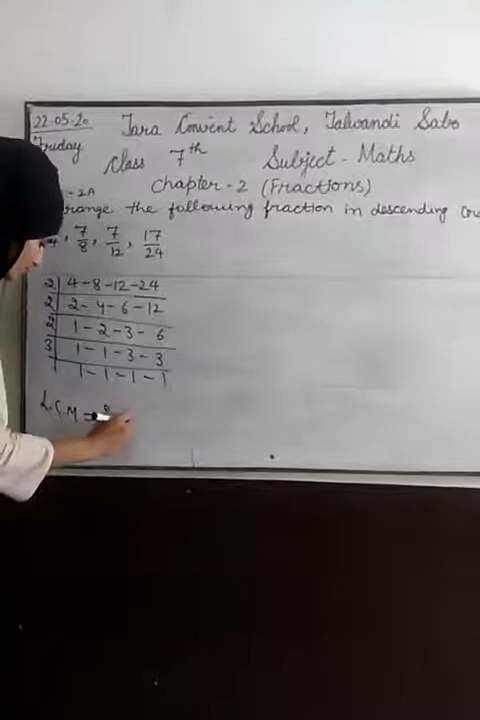 22-05-20 Tara Convent School, Talwandi Sabo
Friday Class 7th Subject - Maths
-2A Chapter-2 (Fractions)
range the following fraction in descending
4, 7/8, 7/12, 17/24
2 | 4 - 8 - 12 - 24
2 | 2 - 4 - 6 - 12
2 | 1 - 2 - 3 - 6
3 | 1 - 1 - 3 - 3
1 - 1 - 1 - 1
L.C.M =